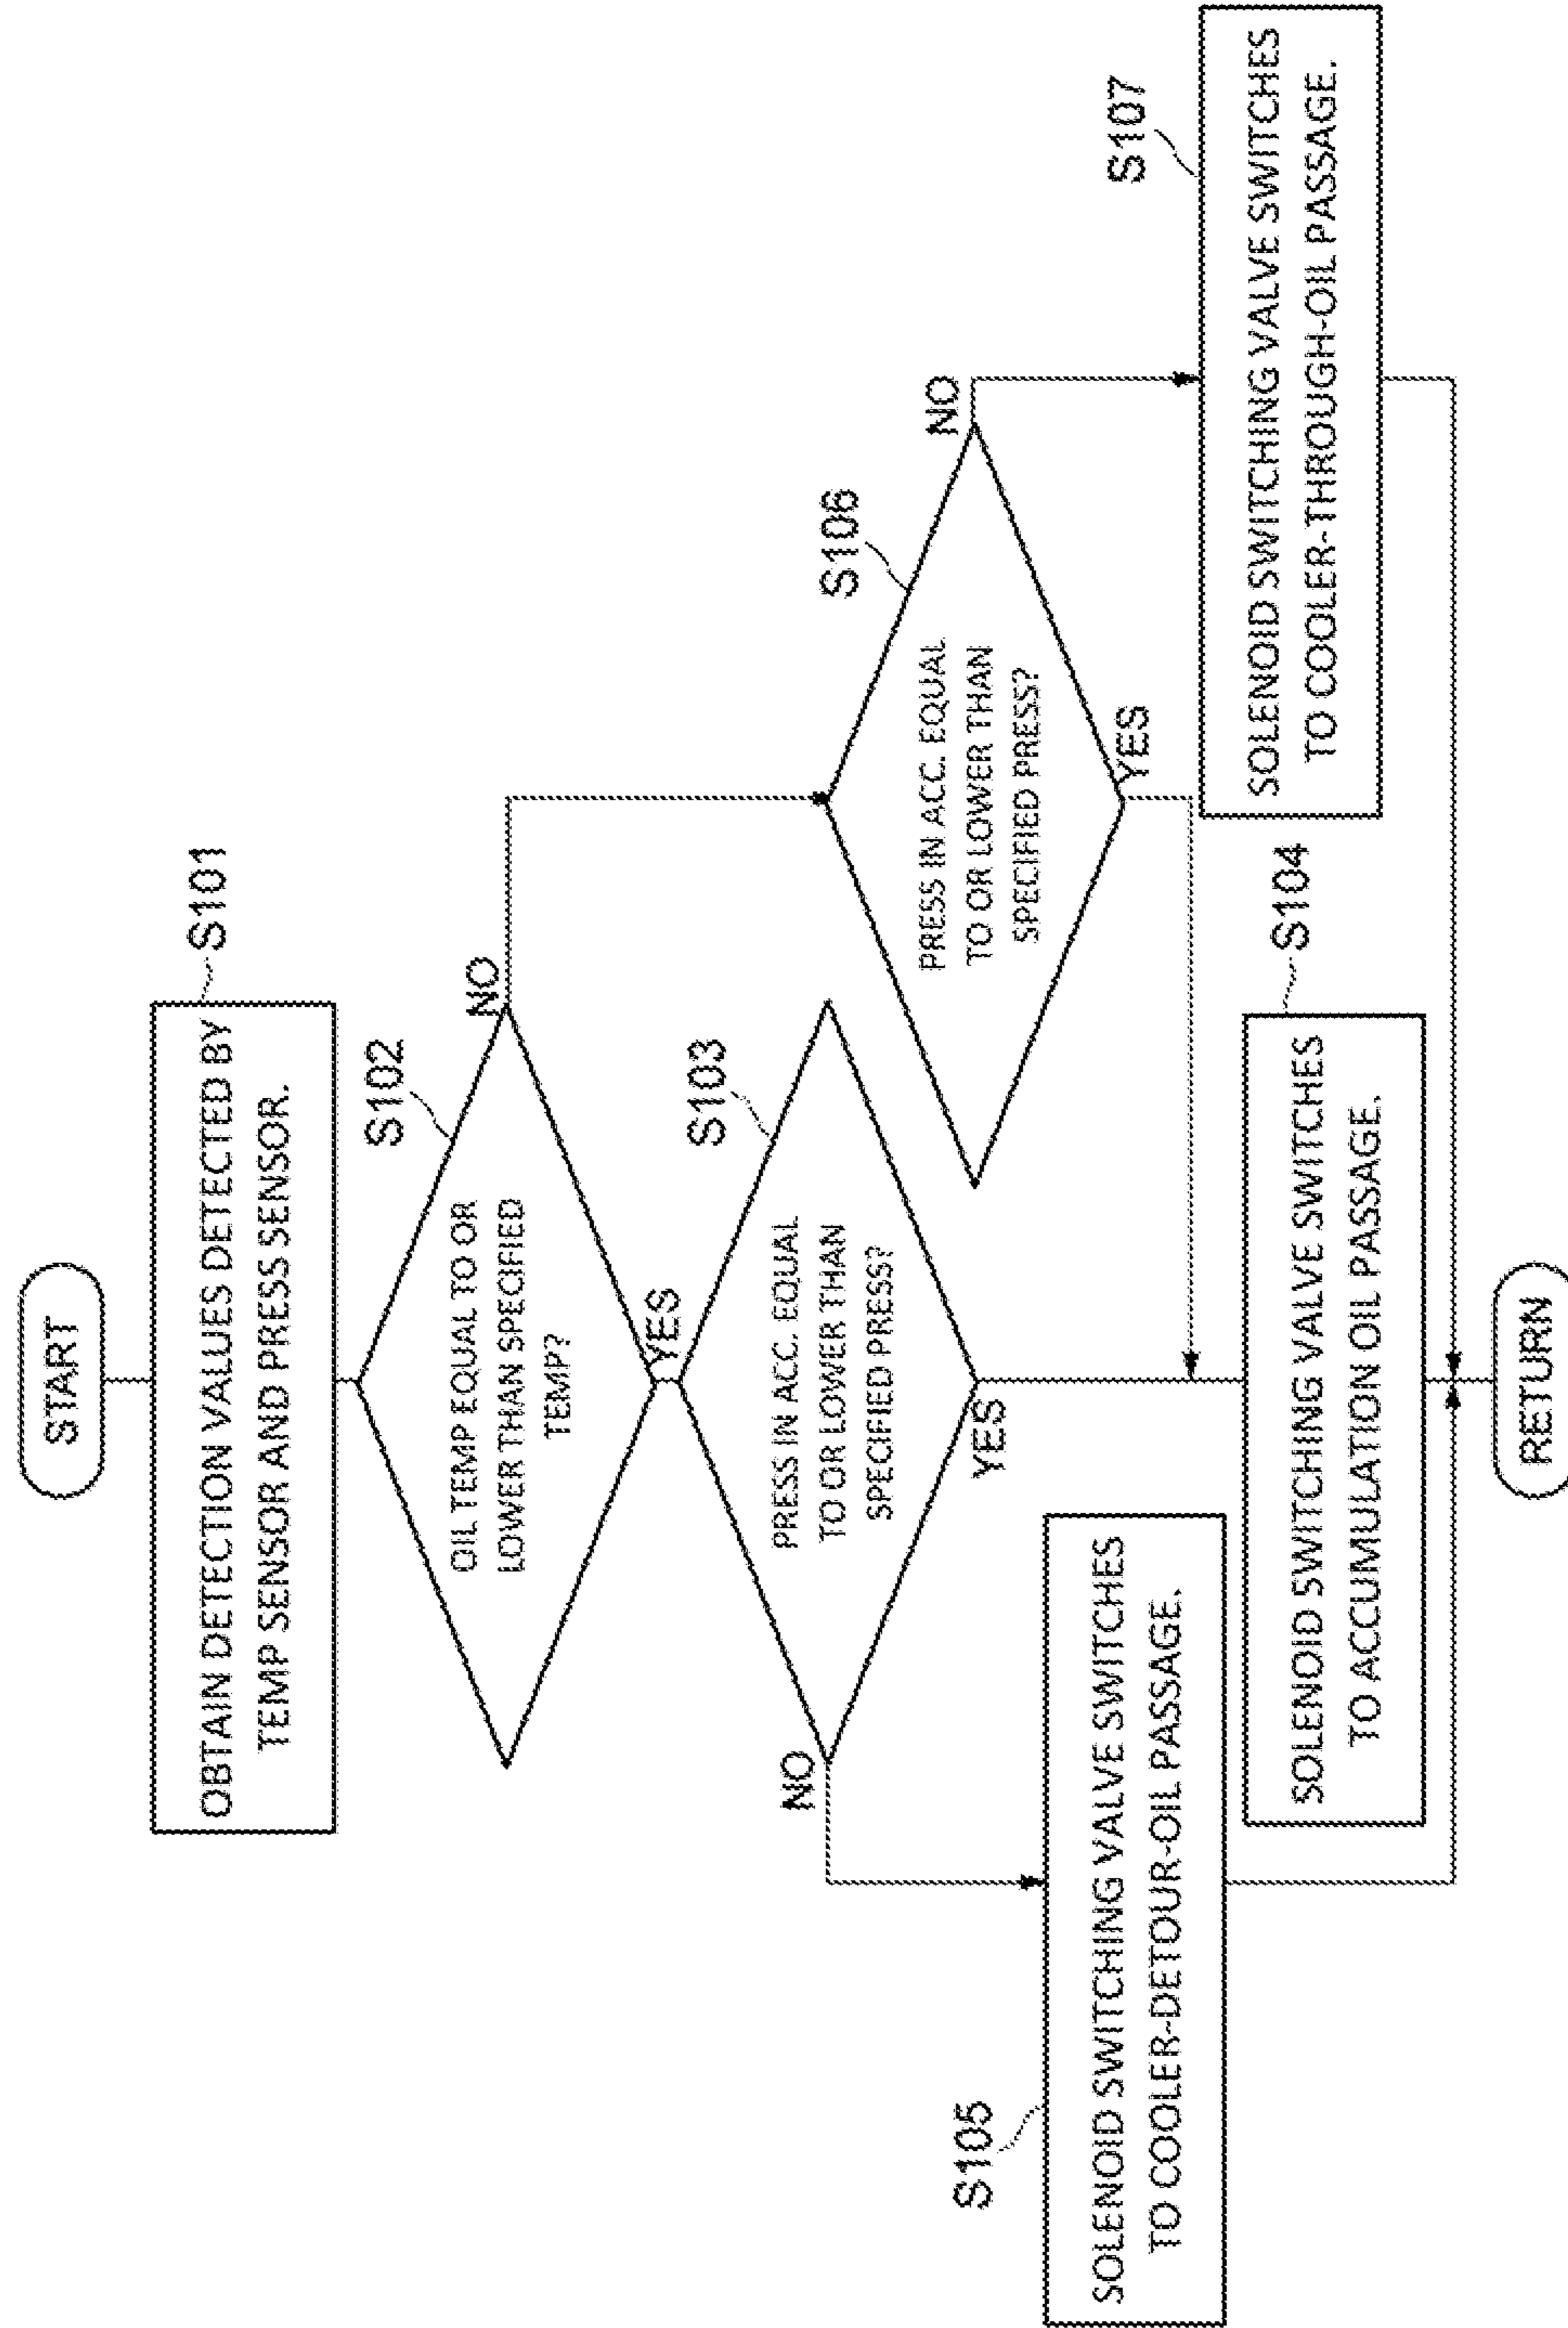 START
S101
OBTAIN DETECTION VALUES DETECTED BY
TEMP SENSOR AND PRESS SENSOR.
S102
OIL TEMP EQUAL TO OR
LOWER THAN SPECIFIED
TEMP?
NO
YES
S103
PRESS IN ACC. EQUAL
TO OR LOWER THAN
SPECIFIED PRESS?
NO
YES
S106
PRESS IN ACC. EQUAL
TO OR LOWER THAN
SPECIFIED PRESS?
NO
YES
S105
SOLENOID SWITCHING VALVE SWITCHES
TO COOLER-DETOUR-OIL PASSAGE.
S104
SOLENOID SWITCHING VALVE SWITCHES
TO ACCUMULATION OIL PASSAGE.
S107
SOLENOID SWITCHING VALVE SWITCHES
TO COOLER-THROUGH-OIL PASSAGE.
RETURN